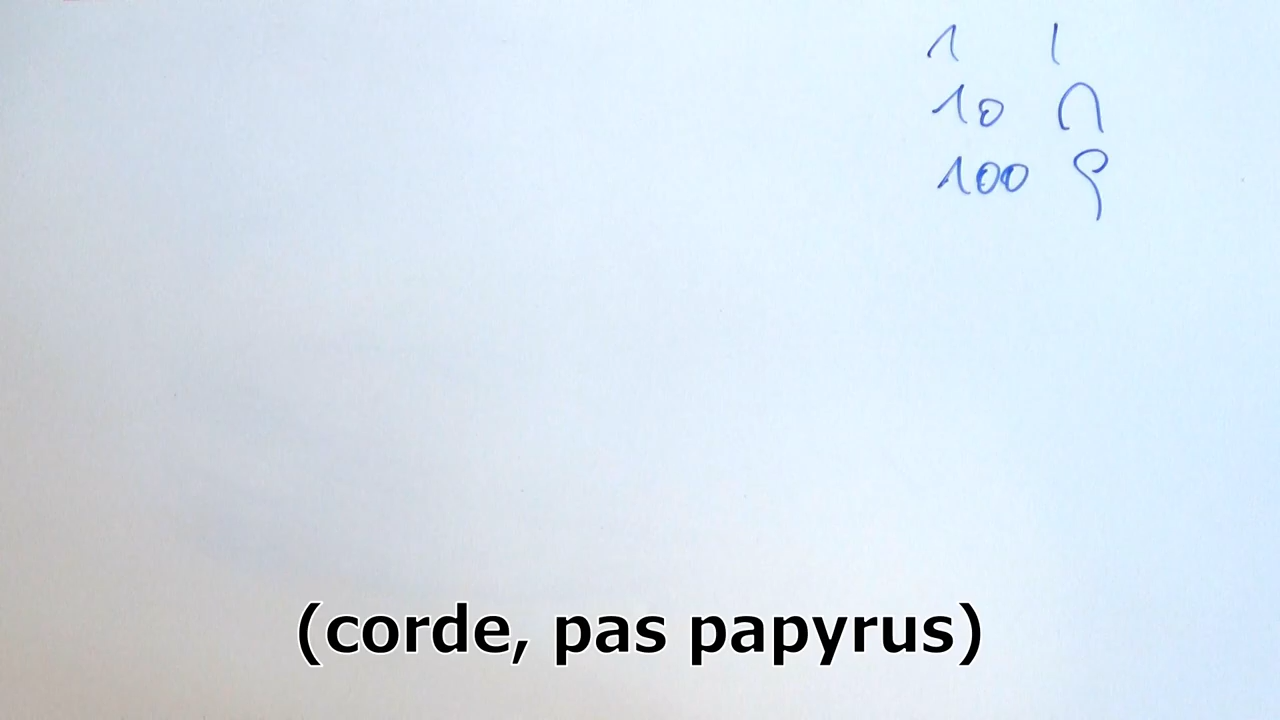 1 |
10 ∩
100 𓍢
(corde, pas papyrus)